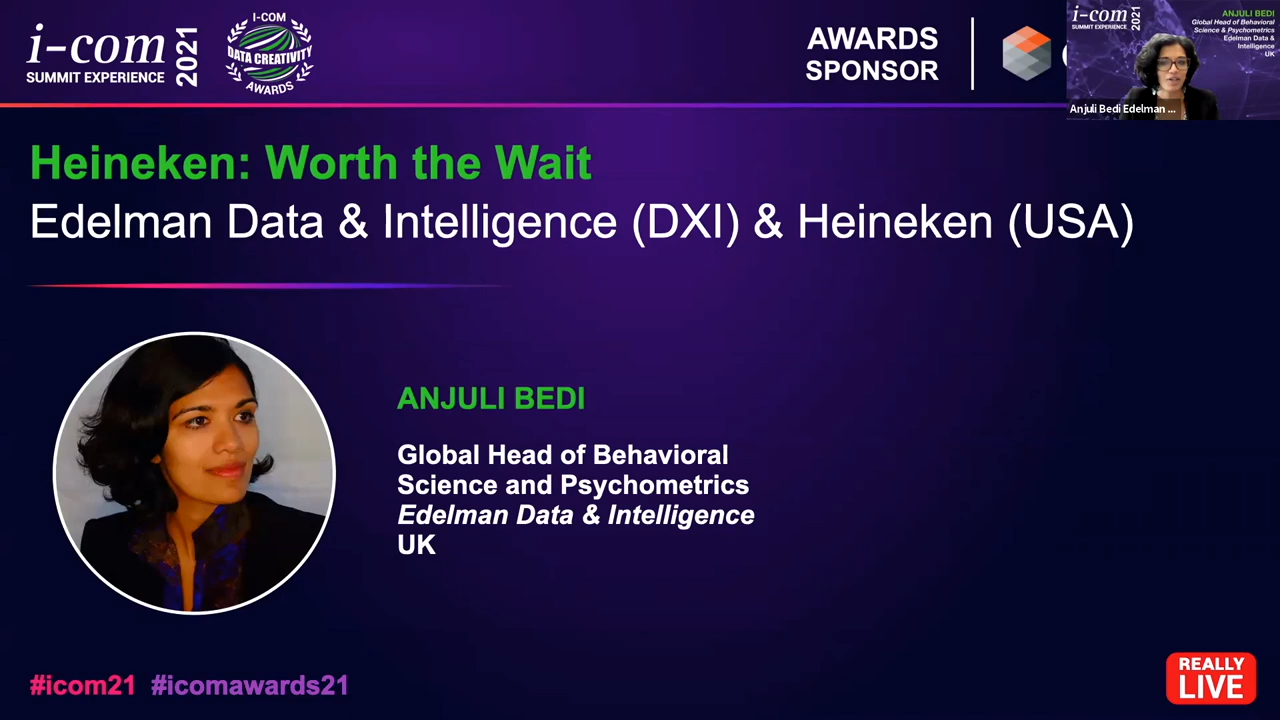 i-com
SUMMIT EXPERIENCE
2021
I-COM
DATA CREATIVITY
AWARDS
AWARDS
SPONSOR
i-com
SUMMIT EXPERIENCE
2021
ANJULI BEDI
Global Head of Behavioral
Science & Psychometrics
Edelman Data &
Intelligence
UK
Anjuli Bedi Edelman ...
Heineken: Worth the Wait
Edelman Data & Intelligence (DXI) & Heineken (USA)
ANJULI BEDI
Global Head of Behavioral
Science and Psychometrics
Edelman Data & Intelligence
UK
#icom21 #icomawards21
REALLY
LIVE